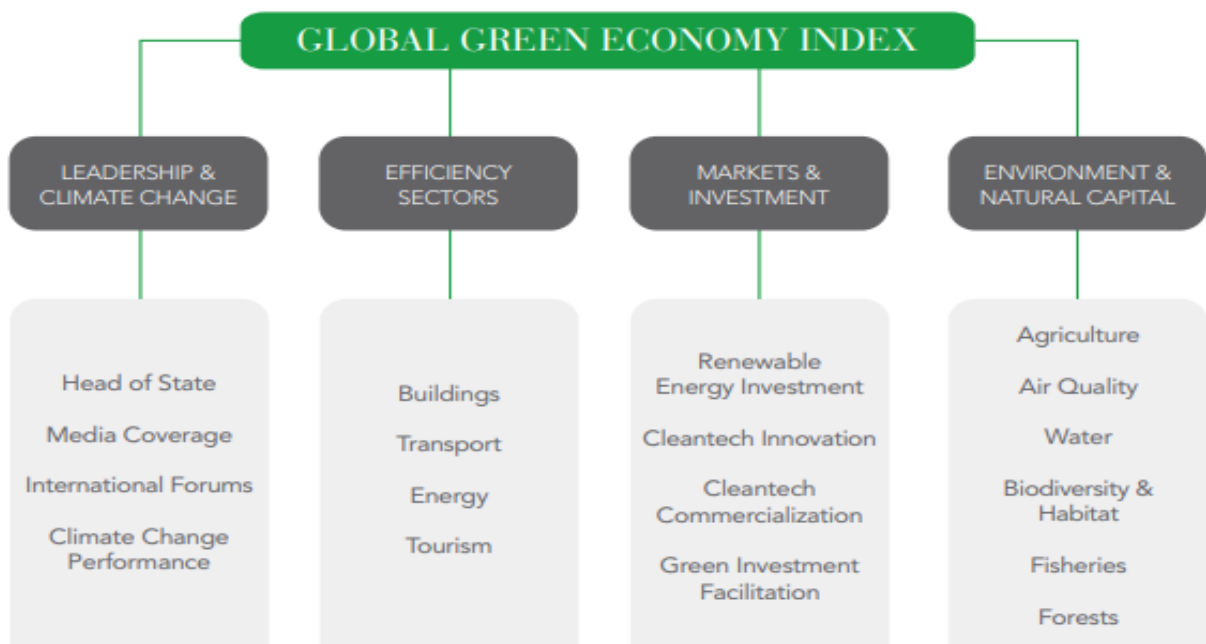 GLOBAL GREEN ECONOMY INDEX
LEADERSHIP &
CLIMATE CHANGE
Head of State
Media Coverage
International Forums
Climate Change
Performance
EFFICIENCY
SECTORS
Buildings
Transport
Energy
Tourism
MARKETS &
INVESTMENT
Renewable
Energy Investment
Cleantech Innovation
Cleantech
Commercialization
Green Investment
Facilitation
ENVIRONMENT &
NATURAL CAPITAL
Agriculture
Air Quality
Water
Biodiversity &
Habitat
Fisheries
Forests